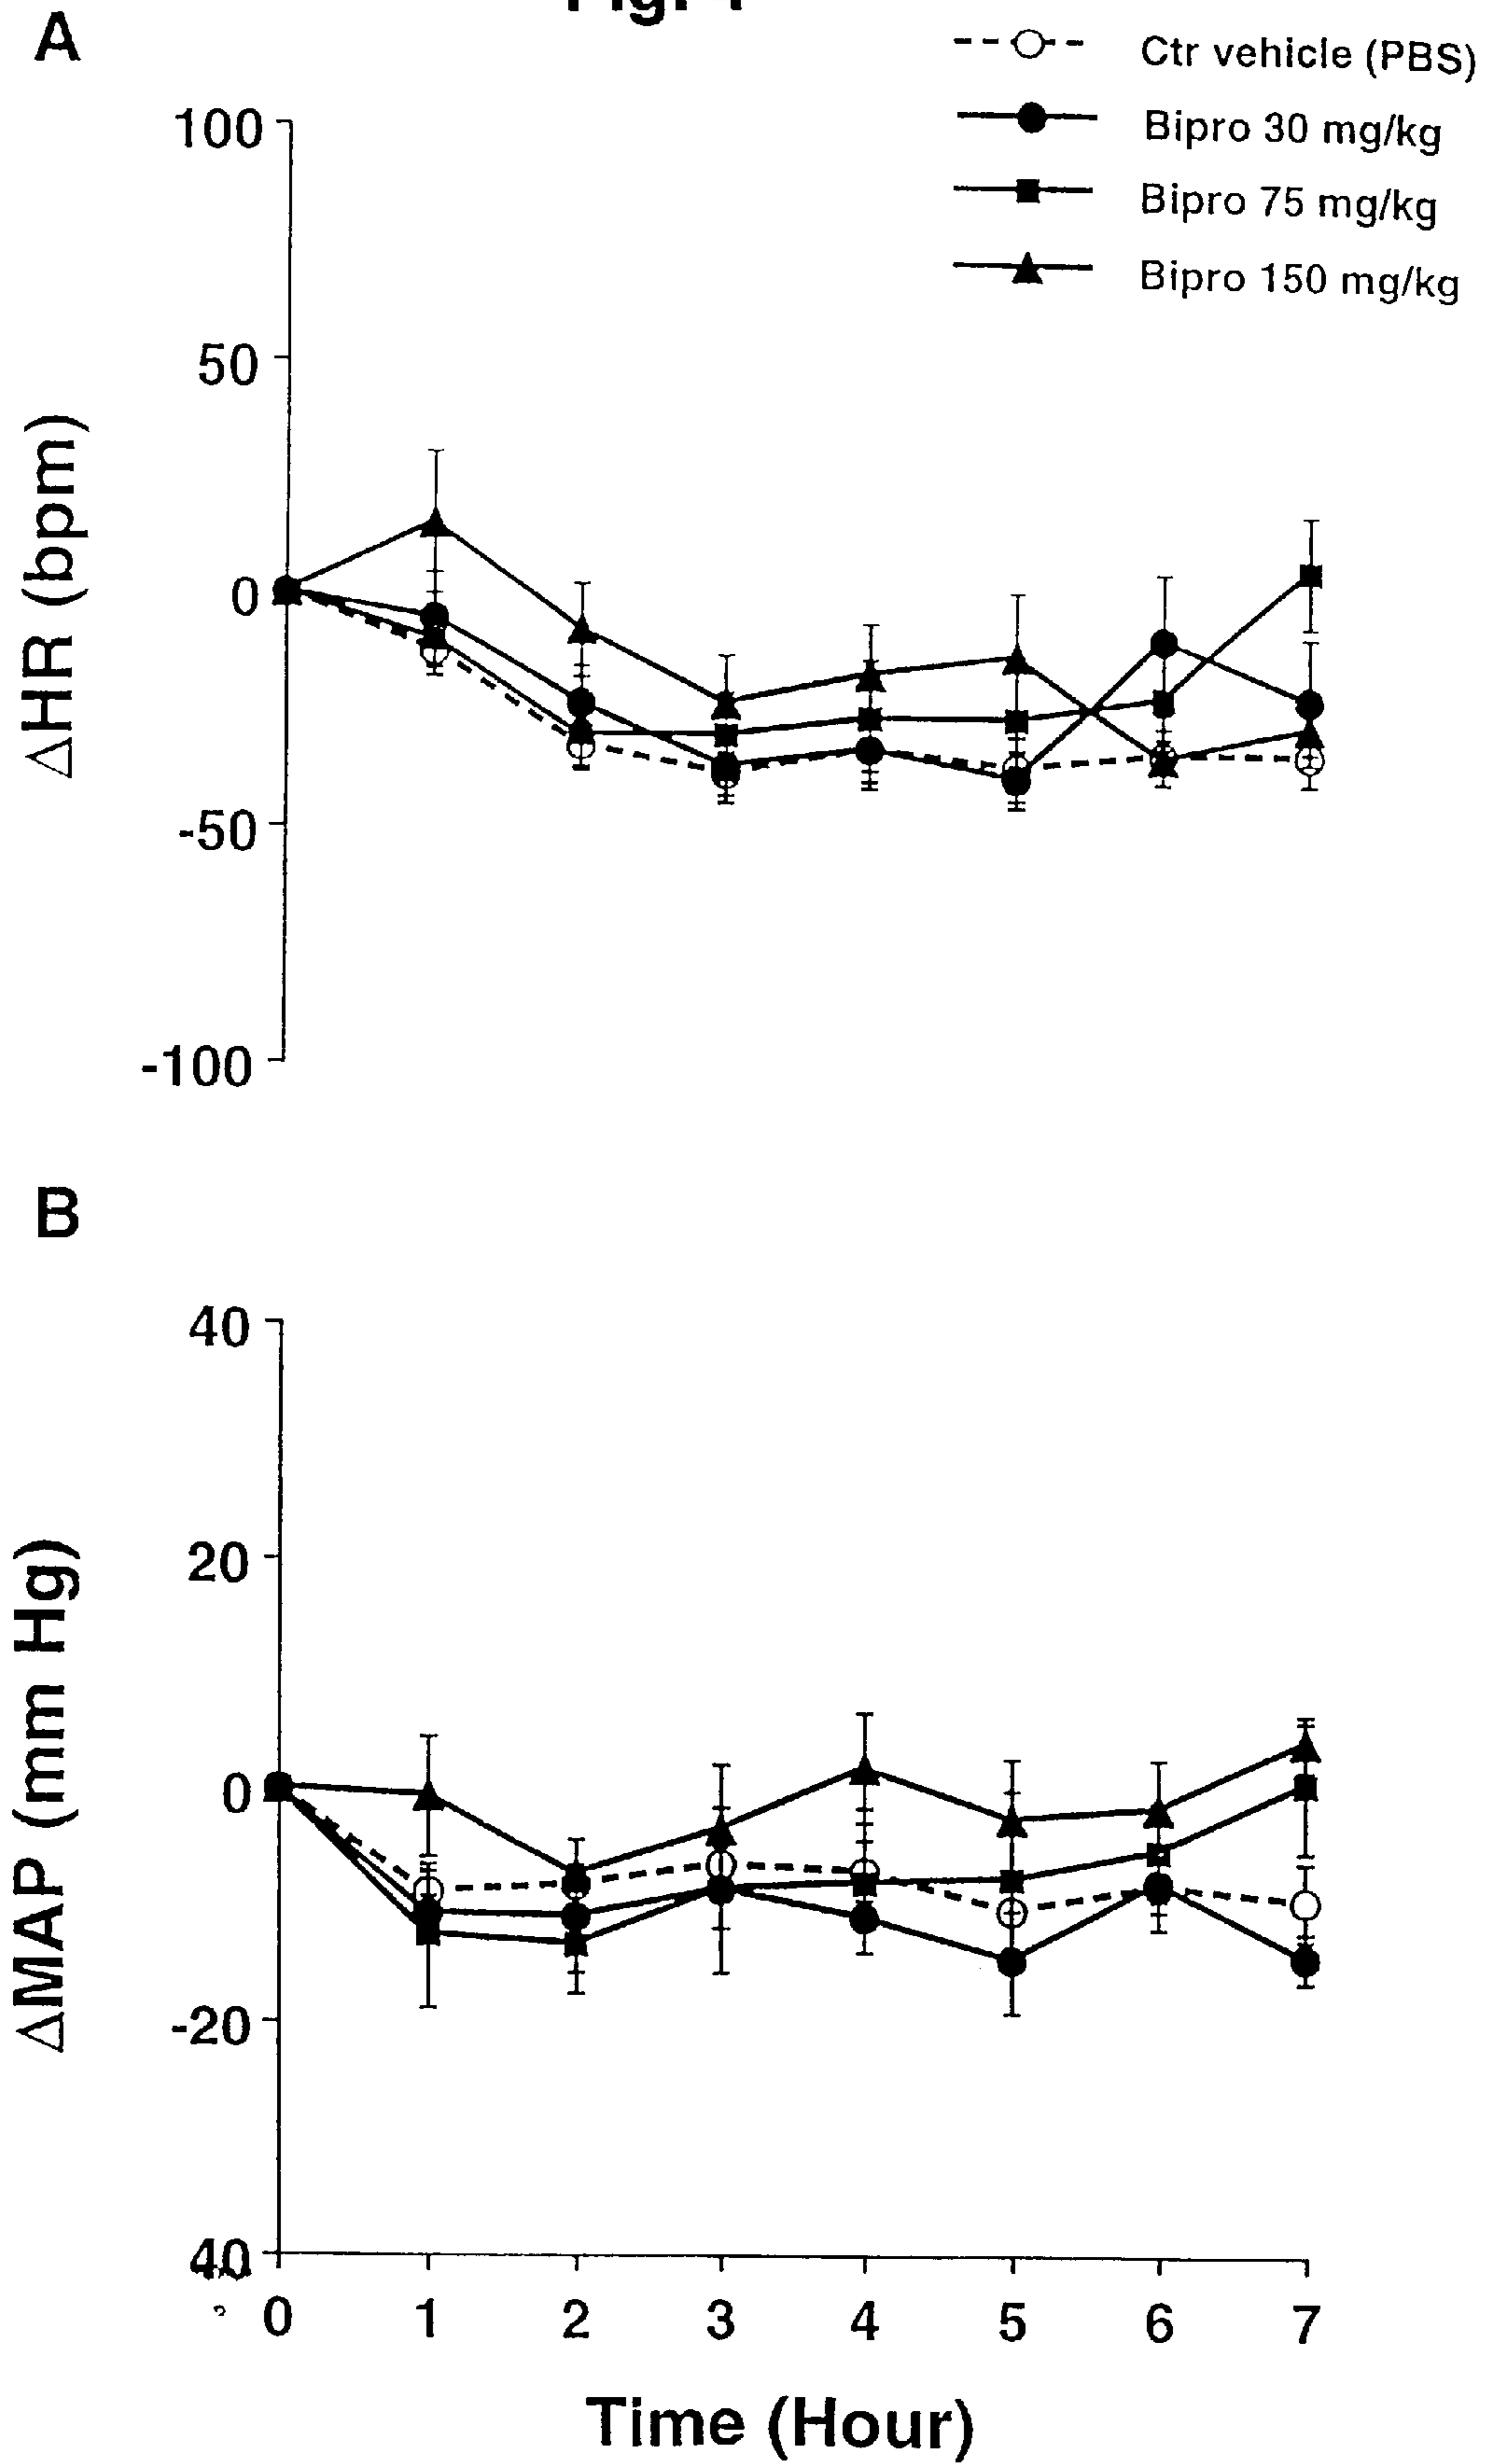 A
Ctr vehicle (PBS)
Bipro 30 mg/kg
Bipro 75 mg/kg
Bipro 150 mg/kg
100
50
0
-50
-100
ΔHR (bpm)
B
40
20
0
-20
40
ΔMAP (mm Hg)
0 1 2 3 4 5 6 7
Time (Hour)